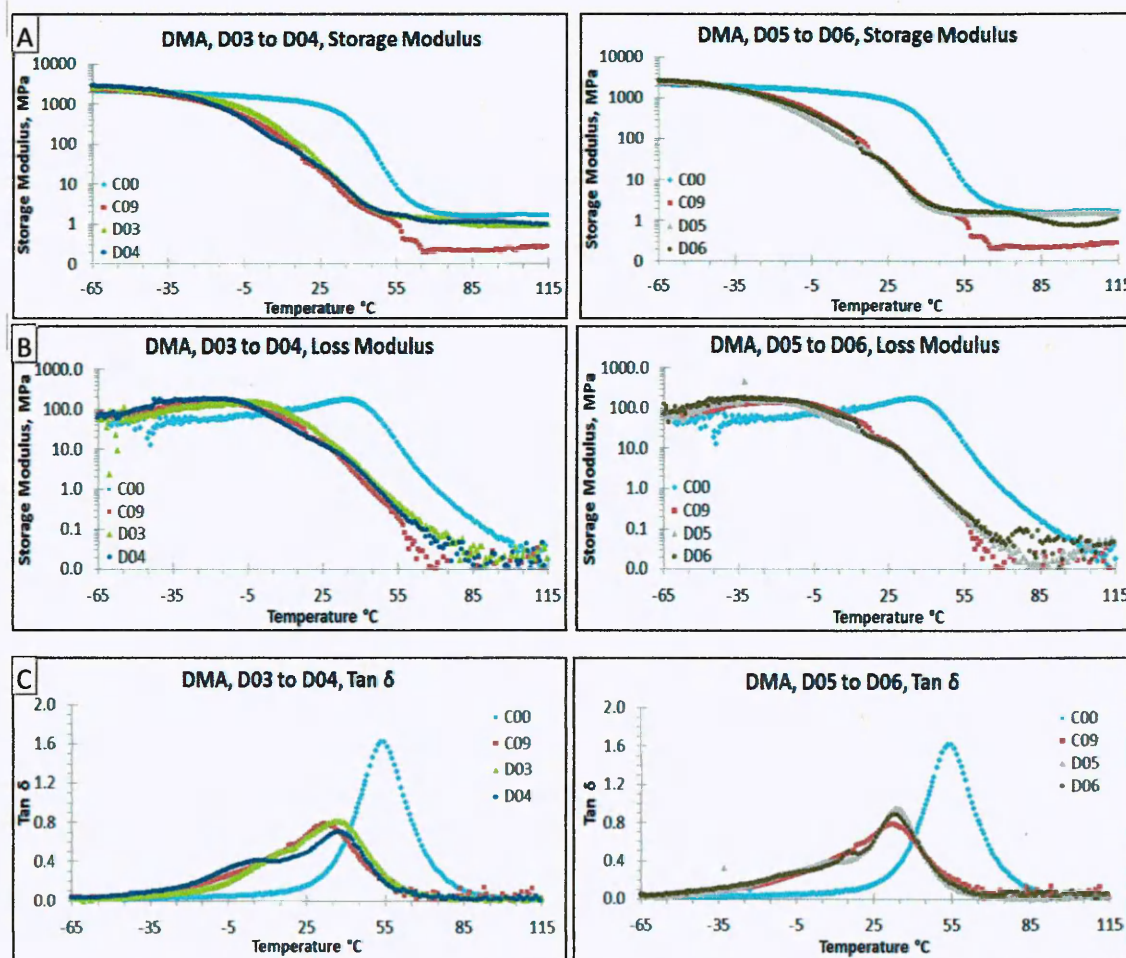 A
DMA, D03 to D04, Storage Modulus
Storage Modulus, MPa
10000
1000
100
10
1
0
C00
C09
D03
D04
-65 -35 -5 25 55 85 115
Temperature °C
DMA, D05 to D06, Storage Modulus
Storage Modulus, MPa
10000
1000
100
10
1
0
C00
C09
D05
D06
-65 -35 -5 25 55 85 115
Temperature °C
B
DMA, D03 to D04, Loss Modulus
Storage Modulus, MPa
1000.0
100.0
10.0
1.0
0.1
0.0
C00
C09
D03
D04
-65 -35 -5 25 55 85 115
Temperature °C
DMA, D05 to D06, Loss Modulus
Storage Modulus, MPa
1000.0
100.0
10.0
1.0
0.1
0.0
C00
C09
D05
D06
-65 -35 -5 25 55 85 115
Temperature °C
C
DMA, D03 to D04, Tan δ
Tan δ
2.0
1.6
1.2
0.8
0.4
0.0
C00
C09
D03
D04
-65 -35 -5 25 55 85 115
Temperature °C
DMA, D05 to D06, Tan δ
Tan δ
2.0
1.6
1.2
0.8
0.4
0.0
C00
C09
D05
D06
-65 -35 -5 25 55 85 115
Temperature °C